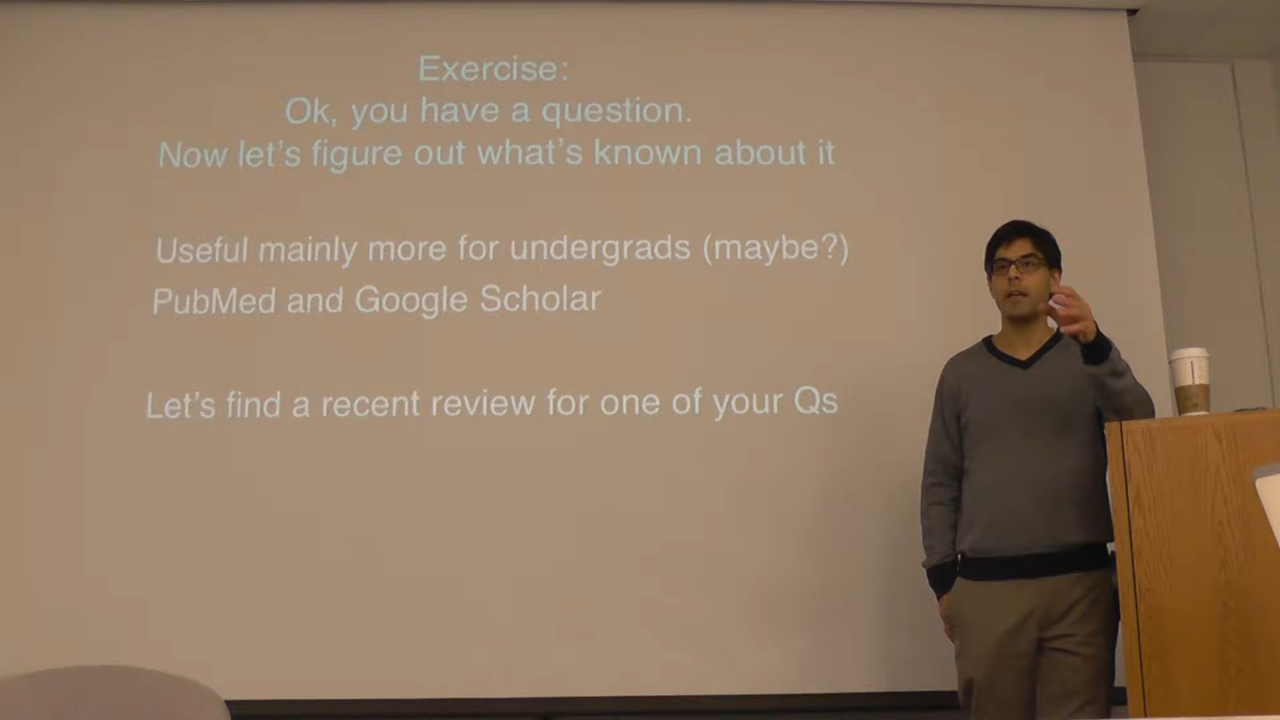 Exercise:
Ok, you have a question.
Now let's figure out what's known about it
Useful mainly more for undergrads (maybe?)
PubMed and Google Scholar
Let's find a recent review for one of your Qs